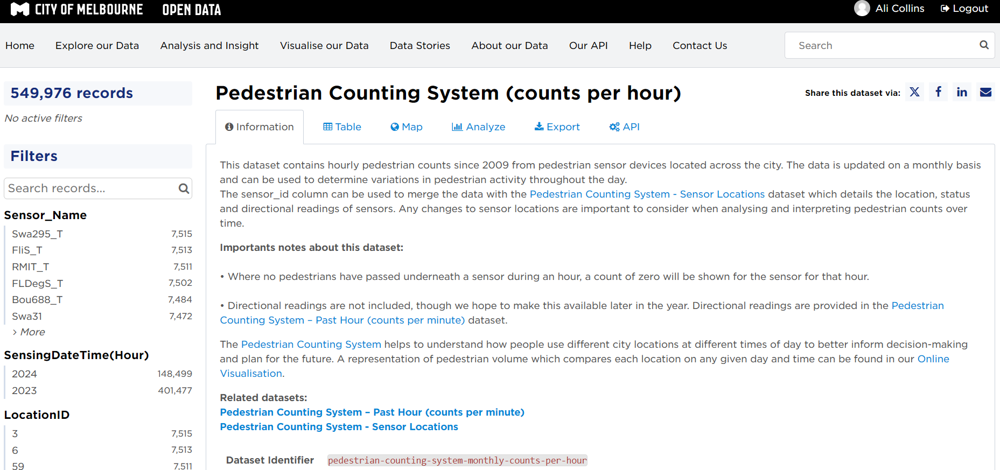 CITY OF MELBOURNE OPEN DATA
Ali Collins Logout
Home Explore our Data Analysis and Insight Visualise our Data Data Stories About our Data Our API Help Contact Us Search
549,976 records
No active filters
Filters
Search records...
Sensor_Name
Swa295_T 7,515
FliS_T 7,513
RMIT_T 7,511
FLDegS_T 7,502
Bou688_T 7,484
Swa31 7,472
> More
SensingDateTime(Hour)
2024 148,499
2023 401,477
LocationID
3 7,515
6 7,513
59 7,511
Pedestrian Counting System (counts per hour)
Share this dataset via:
Information Table Map Analyze Export API
This dataset contains hourly pedestrian counts since 2009 from pedestrian sensor devices located across the city. The data is updated on a monthly basis
and can be used to determine variations in pedestrian activity throughout the day.
The sensor_id column can be used to merge the data with the Pedestrian Counting System - Sensor Locations dataset which details the location, status
and directional readings of sensors. Any changes to sensor locations are important to consider when analysing and interpreting pedestrian counts over
time.
Importants notes about this dataset:
• Where no pedestrians have passed underneath a sensor during an hour, a count of zero will be shown for the sensor for that hour.
• Directional readings are not included, though we hope to make this available later in the year. Directional readings are provided in the Pedestrian
Counting System – Past Hour (counts per minute) dataset.
The Pedestrian Counting System helps to understand how people use different city locations at different times of day to better inform decision-making
and plan for the future. A representation of pedestrian volume which compares each location on any given day and time can be found in our Online
Visualisation.
Related datasets:
Pedestrian Counting System – Past Hour (counts per minute)
Pedestrian Counting System - Sensor Locations
Dataset Identifier pedestrian-counting-system-monthly-counts-per-hour